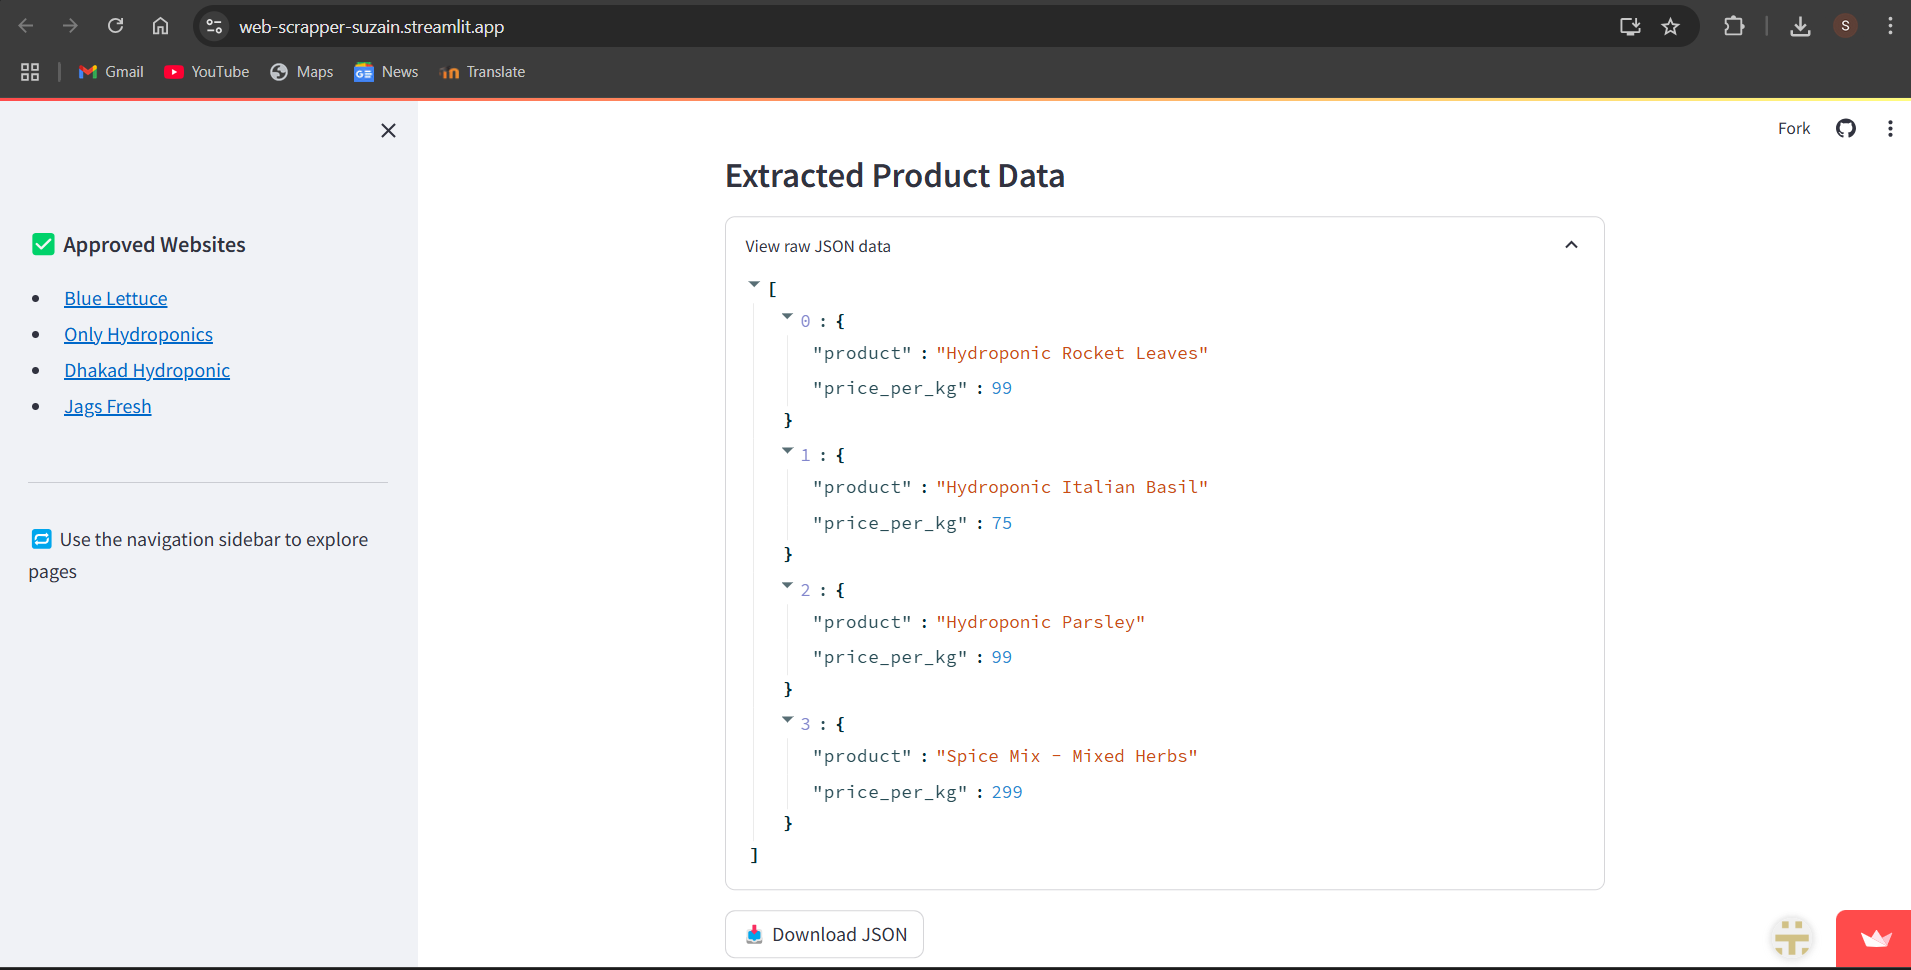 web-scrapper-suzain.streamlit.app
S
Gmail YouTube Maps News Translate
Fork
✅ Approved Websites
• Blue Lettuce
• Only Hydroponics
• Dhakad Hydroponic
• Jags Fresh
Use the navigation sidebar to explore
pages
Extracted Product Data
View raw JSON data
[
0 : {
"product" : "Hydroponic Rocket Leaves"
"price_per_kg" : 99
}
1 : {
"product" : "Hydroponic Italian Basil"
"price_per_kg" : 75
}
2 : {
"product" : "Hydroponic Parsley"
"price_per_kg" : 99
}
3 : {
"product" : "Spice Mix - Mixed Herbs"
"price_per_kg" : 299
}
]
Download JSON